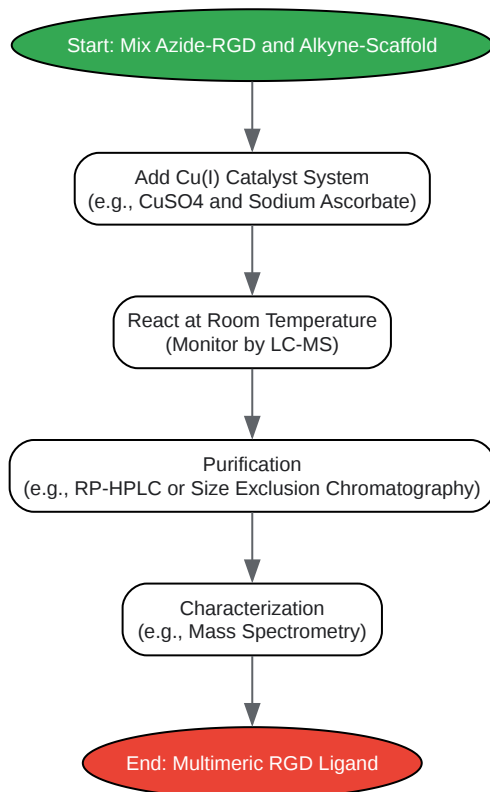 Start: Mix Azide-RGD and Alkyne-Scaffold
Add Cu(I) Catalyst System
(e.g., CuSO4 and Sodium Ascorbate)
React at Room Temperature
(Monitor by LC-MS)
Purification
(e.g., RP-HPLC or Size Exclusion Chromatography)
Characterization
(e.g., Mass Spectrometry)
End: Multimeric RGD Ligand